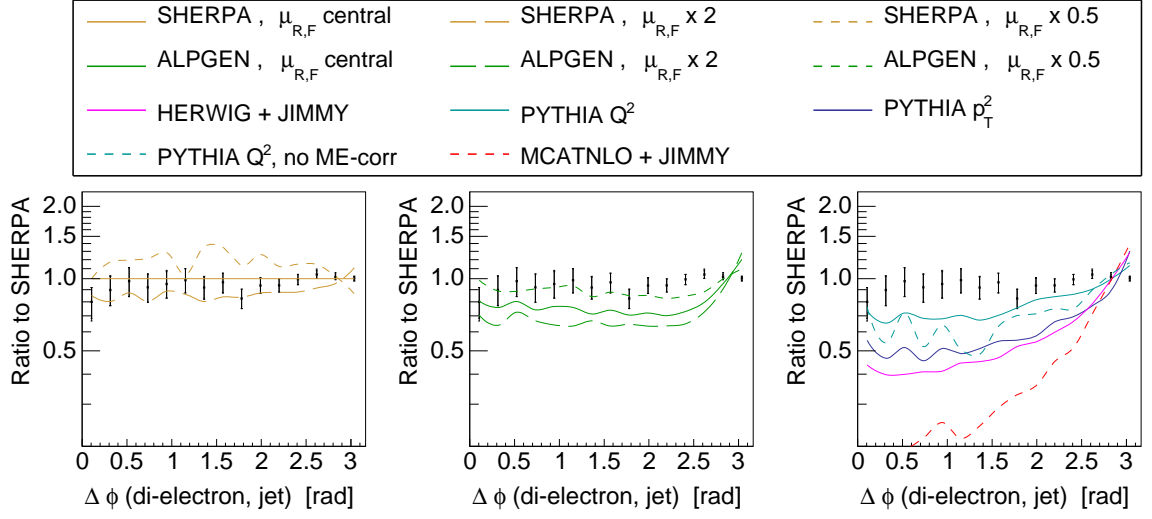 SHERPA , μR,F central SHERPA , μR,F x 2 SHERPA , μR,F x 0.5
ALPGEN , μR,F central ALPGEN , μR,F x 2 ALPGEN , μR,F x 0.5
HERWIG + JIMMY PYTHIA Q² PYTHIA p²T
PYTHIA Q², no ME-corr MCATNLO + JIMMY
Ratio to SHERPA
2.0
1.5
1.0
0.5
0 0.5 1 1.5 2 2.5 3
Δ ϕ (di-electron, jet) [rad]
Ratio to SHERPA
2.0
1.5
1.0
0.5
0 0.5 1 1.5 2 2.5 3
Δ ϕ (di-electron, jet) [rad]
Ratio to SHERPA
2.0
1.5
1.0
0.5
0 0.5 1 1.5 2 2.5 3
Δ ϕ (di-electron, jet) [rad]